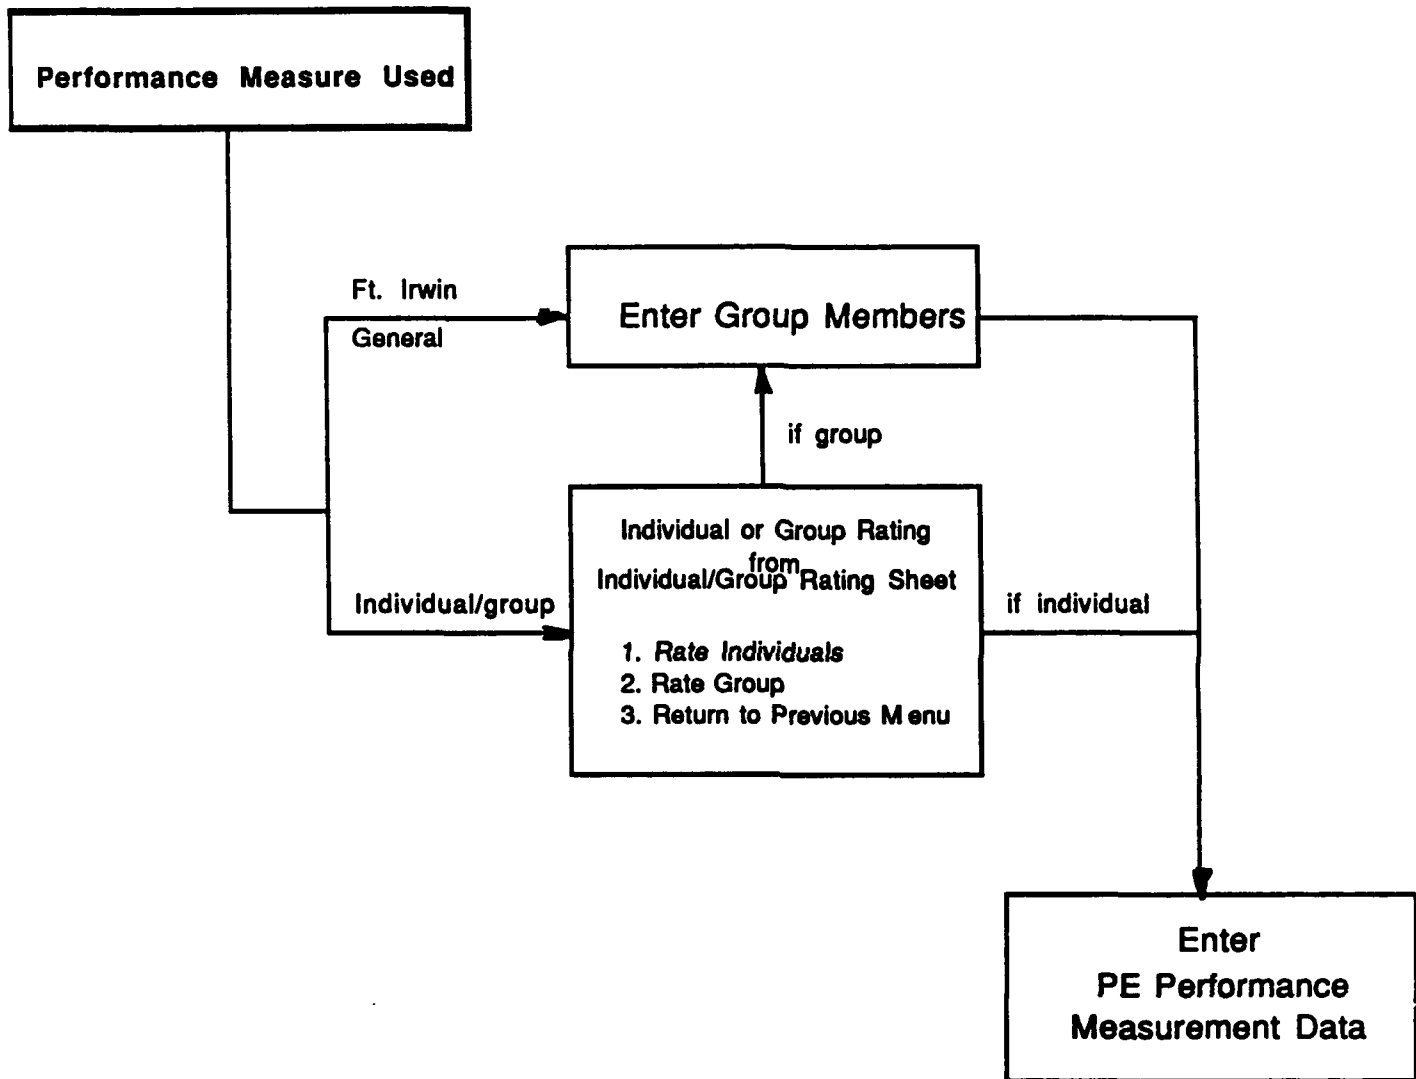 Performance Measure Used
Ft. Irwin
General
Enter Group Members
if group
Individual or Group Rating
from
Individual/Group Rating Sheet
Individual/group
if individual
1. Rate Individuals
2. Rate Group
3. Return to Previous Menu
Enter
PE Performance
Measurement Data